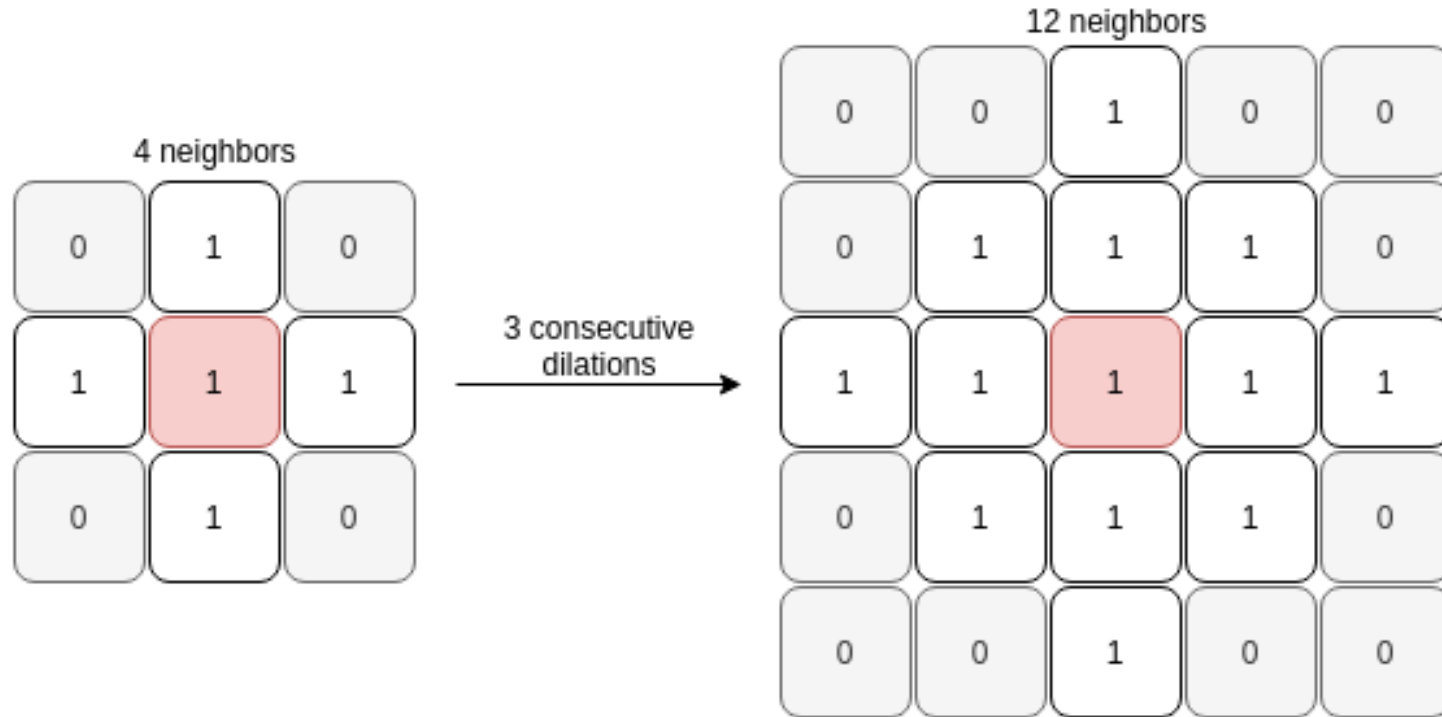 12 neighbors
0 0 1 0 0
4 neighbors
0 1 0
0 1 1 1 0
3 consecutive
dilations
1 1 1
1 1 1 1 1
0 1 0
0 1 1 1 0
0 0 1 0 0